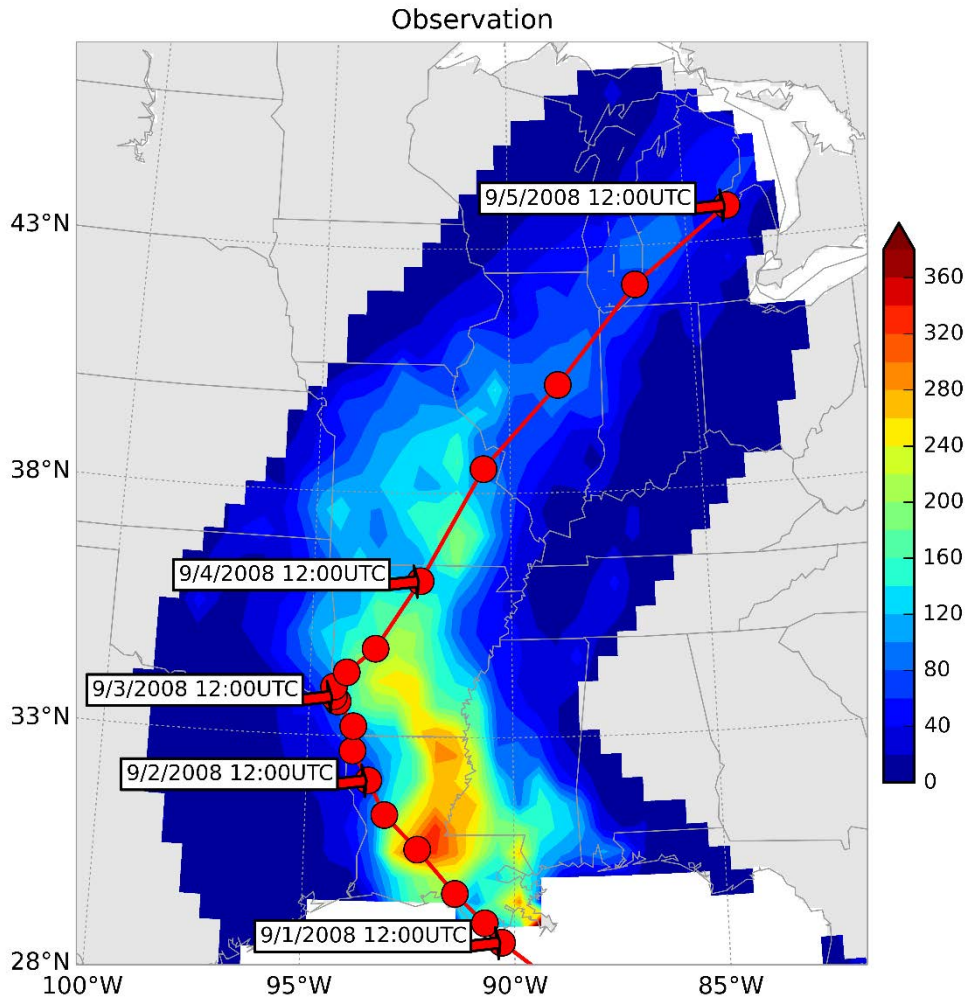 Observation
9/5/2008 12:00UTC
43°N
360
320
280
240
38°N
200
160
9/4/2008 12:00UTC
120
80
9/3/2008 12:00UTC
33°N
40
9/2/2008 12:00UTC
0
9/1/2008 12:00UTC
28°N
100°W 95°W 90°W 85°W